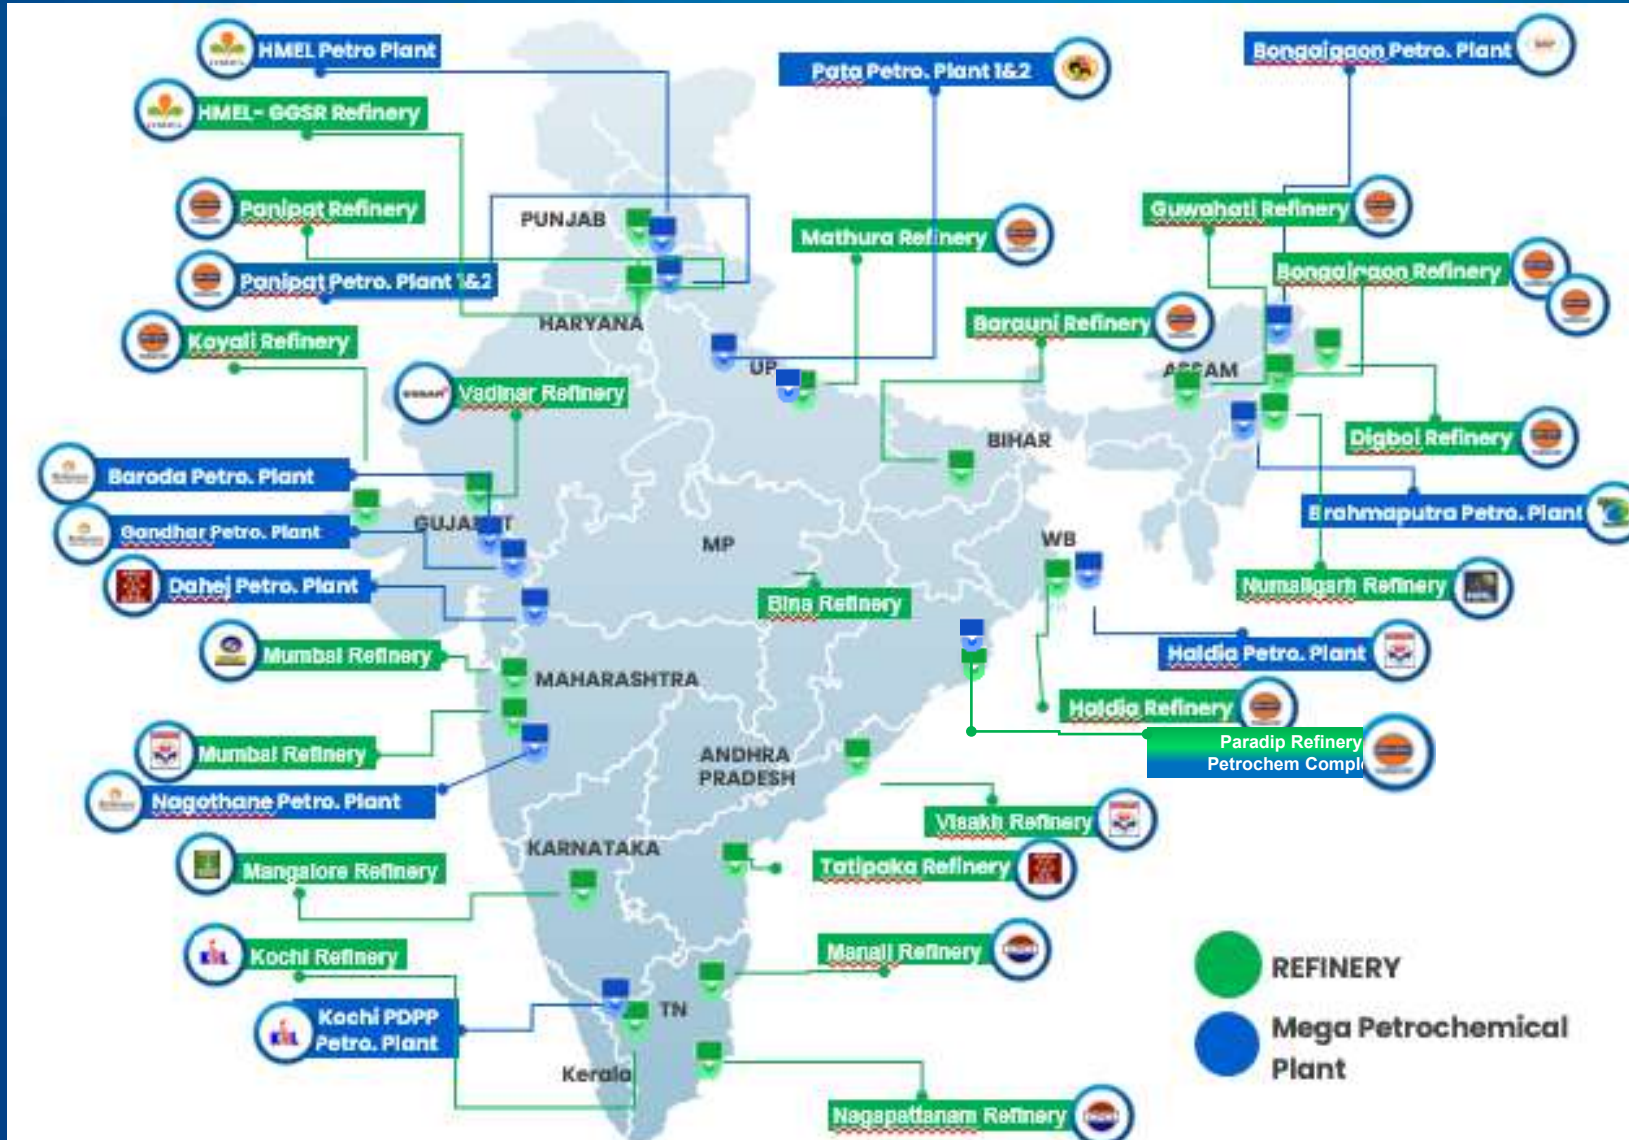 HMEL Petro Plant
HMEL- GGSR Refinery
Panipat Refinery
Panipat Petro. Plant 1&2
Koyali Refinery
Vadinar Refinery
Baroda Petro. Plant
Gandhar Petro. Plant
Dahej Petro. Plant
Mumbai Refinery
Mumbai Refinery
Nagothane Petro. Plant
Mangalore Refinery
Kochi Refinery
Kochi PDPP
Petro. Plant
Pata Petro. Plant 1&2
Mathura Refinery
Barauni Refinery
Bongaigaon Petro. Plant
Guwahati Refinery
Bongaigaon Refinery
Digboi Refinery
Brahmaputra Petro. Plant
Numaligarh Refinery
Haldia Petro. Plant
Haldia Refinery
Paradip Refinery
Petrochem Comple
Bina Refinery
Visakh Refinery
Tatipaka Refinery
Manali Refinery
Nagapattanam Refinery
PUNJAB
HARYANA
UP
BIHAR
ASSAM
GUJARAT
MP
WB
MAHARASHTRA
ANDHRA
PRADESH
KARNATAKA
TN
Kerala
REFINERY
Mega Petrochemical
Plant